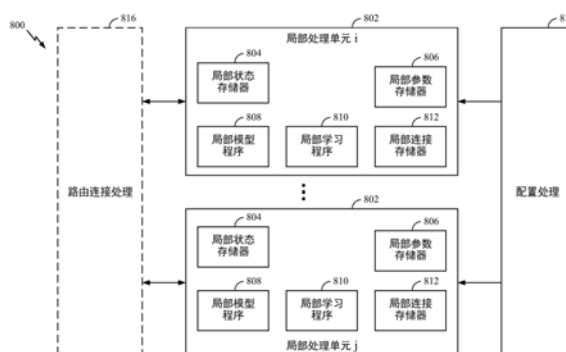 800
816
802
81
局部处理单元 i
804
806
局部状态
存储器
局部参数
存储器
808
810
812
局部模型
程序
局部学习
程序
局部连接
存储器
路由连接处理
配置处理
802
804
806
局部状态
存储器
局部参数
存储器
808
810
812
局部模型
程序
局部学习
程序
局部连接
存储器
局部处理单元 j